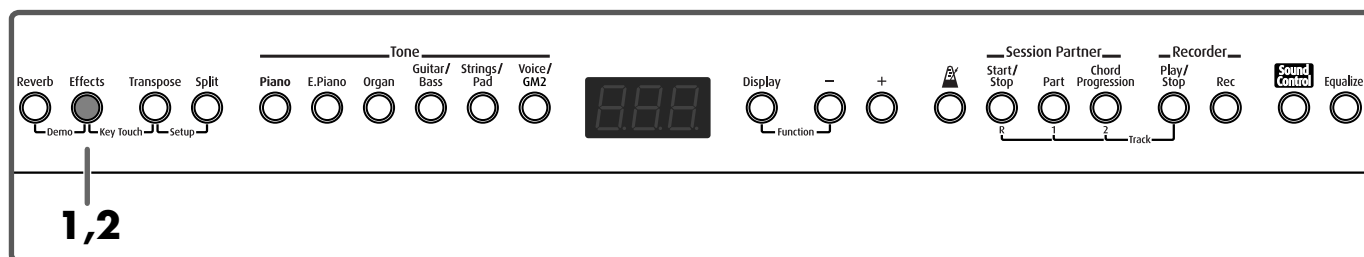 Tone
Session Partner
Recorder
Reverb
Effects
Transpose
Split
Piano
E.Piano
Organ
Guitar/
Bass
Strings/
Pad
Voice/
GM2
Display
−
+
Start/
Stop
Part
Chord
Progression
Play/
Stop
Rec
Sound
Control
Equalize
Demo
Key Touch
Setup
Function
R
1
2
Track
1,2